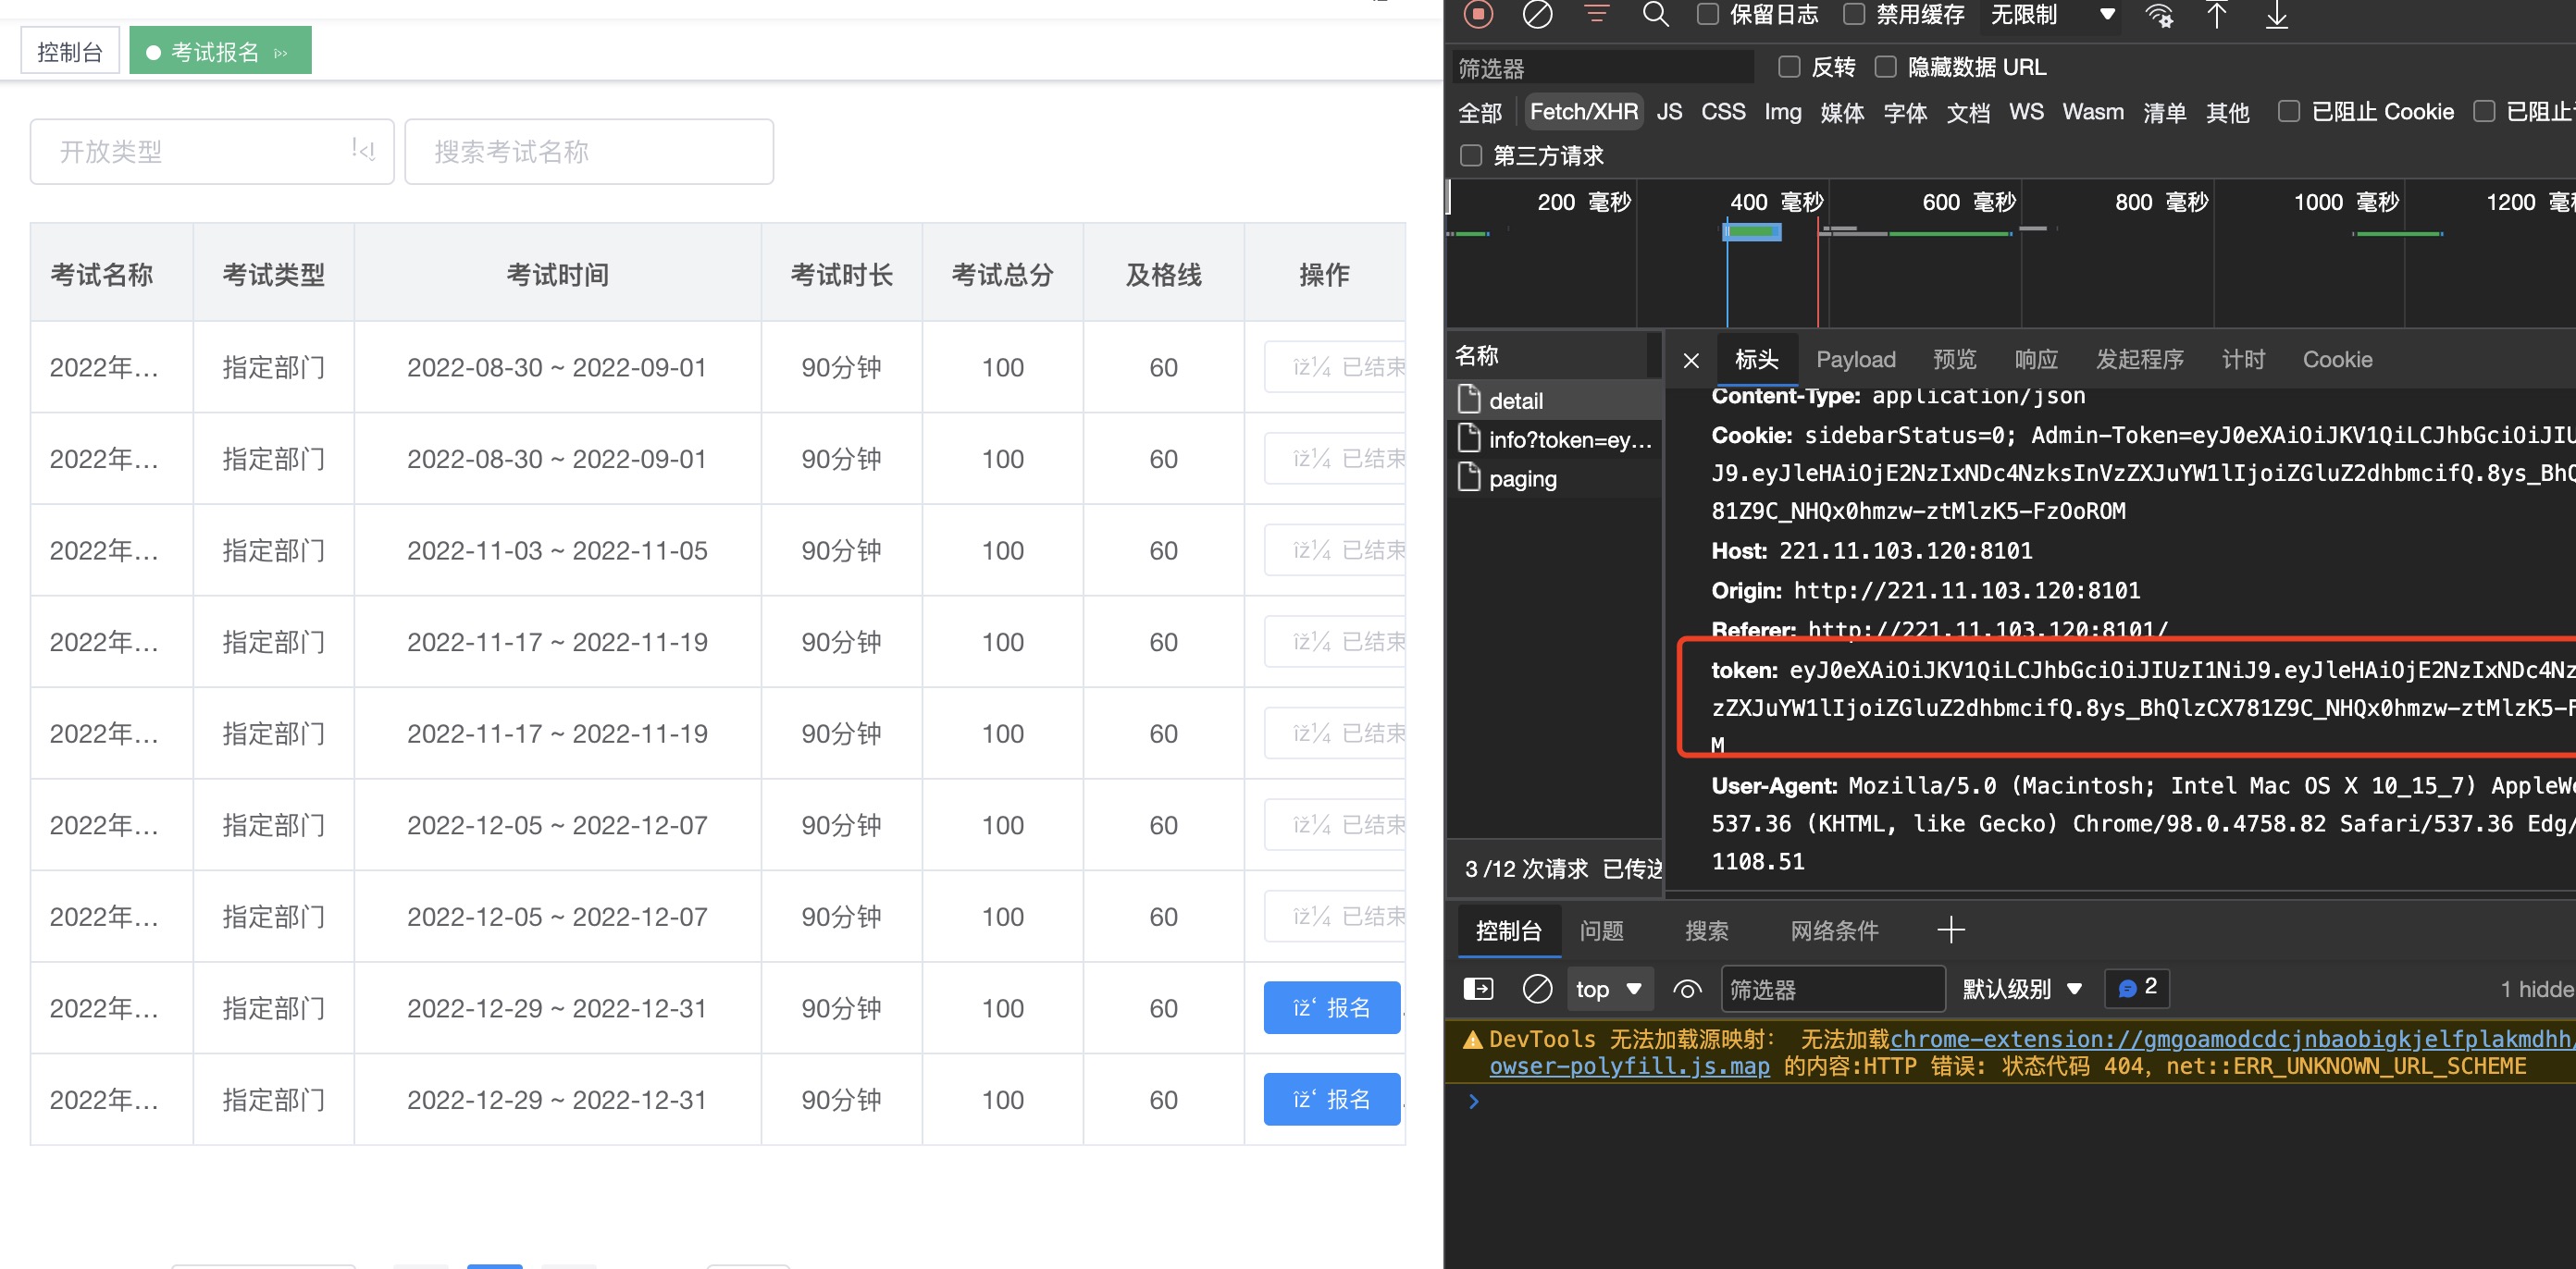 控制台
考试报名
开放类型
搜索考试名称
考试名称 考试类型 考试时间 考试时长 考试总分 及格线 操作
2022年... 指定部门 2022-08-30 ~ 2022-09-01 90分钟 100 60 îž¼ 已结束
2022年... 指定部门 2022-08-30 ~ 2022-09-01 90分钟 100 60 îž¼ 已结束
2022年... 指定部门 2022-11-03 ~ 2022-11-05 90分钟 100 60 îž¼ 已结束
2022年... 指定部门 2022-11-17 ~ 2022-11-19 90分钟 100 60 îž¼ 已结束
2022年... 指定部门 2022-11-17 ~ 2022-11-19 90分钟 100 60 îž¼ 已结束
2022年... 指定部门 2022-12-05 ~ 2022-12-07 90分钟 100 60 îž¼ 已结束
2022年... 指定部门 2022-12-05 ~ 2022-12-07 90分钟 100 60 îž¼ 已结束
2022年... 指定部门 2022-12-29 ~ 2022-12-31 90分钟 100 60 îž‘ 报名
2022年... 指定部门 2022-12-29 ~ 2022-12-31 90分钟 100 60 îž‘ 报名
保留日志 禁用缓存 无限制
筛选器 反转 隐藏数据 URL
全部 Fetch/XHR JS CSS Img 媒体 字体 文档 WS Wasm 清单 其他 已阻止 Cookie 已阻止
第三方请求
200 毫秒 400 毫秒 600 毫秒 800 毫秒 1000 毫秒 1200 毫秒
名称
detail
info?token=ey...
paging
3 /12 次请求 已传送
标头 Payload 预览 响应 发起程序 计时 Cookie
Content-Type: application/json
Cookie: sidebarStatus=0; Admin-Token=eyJ0eXAiOiJKV1QiLCJhbGciOiJIU
J9.eyJleHAiOjE2NzIxNDc4NzksInVzZXJuYW1lIjoiZGluZ2dhbmcifQ.8ys_BhQ
81Z9C_NHQx0hmzw-ztMlzK5-FzOoROM
Host: 221.11.103.120:8101
Origin: http://221.11.103.120:8101
Referer: http://221.11.103.120:8101/
token: eyJ0eXAiOiJKV1QiLCJhbGciOiJIUzI1NiJ9.eyJleHAiOjE2NzIxNDc4Nz
zZXJuYW1lIjoiZGluZ2dhbmcifQ.8ys_BhQlzCX781Z9C_NHQx0hmzw-ztMlzK5-F
M
User-Agent: Mozilla/5.0 (Macintosh; Intel Mac OS X 10_15_7) AppleWe
537.36 (KHTML, like Gecko) Chrome/98.0.4758.82 Safari/537.36 Edg/
1108.51
控制台 问题 搜索 网络条件
top 筛选器 默认级别 2 1 hidde
DevTools 无法加载源映射： 无法加载chrome-extension://gmgoamodcdcjnbaobigkjelfplakmdhh/
owser-polyfill.js.map 的内容:HTTP 错误: 状态代码 404, net::ERR_UNKNOWN_URL_SCHEME